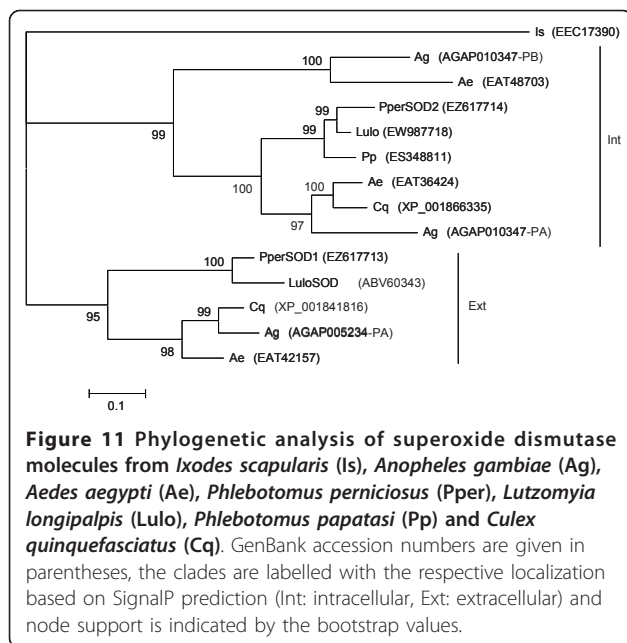 Is (EEC17390)
100
Ag (AGAP010347-PB)
Ae (EAT48703)
99
99
PperSOD2 (EZ617714)
99
Lulo (EW987718)
Pp (ES348811)
Int
100
100
Ae (EAT36424)
Cq (XP_001866335)
97
Ag (AGAP010347-PA)
PperSOD1 (EZ617713)
100
LuloSOD (ABV60343)
95
99
Cq (XP_001841816)
Ext
Ag (AGAP005234-PA)
98
Ae (EAT42157)
0.1
Figure 11 Phylogenetic analysis of superoxide dismutase
molecules from Ixodes scapularis (Is), Anopheles gambiae (Ag),
Aedes aegypti (Ae), Phlebotomus perniciosus (Pper), Lutzomyia
longipalpis (Lulo), Phlebotomus papatasi (Pp) and Culex
quinquefasciatus (Cq). GenBank accession numbers are given in
parentheses, the clades are labelled with the respective localization
based on SignalP prediction (Int: intracellular, Ext: extracellular) and
node support is indicated by the bootstrap values.